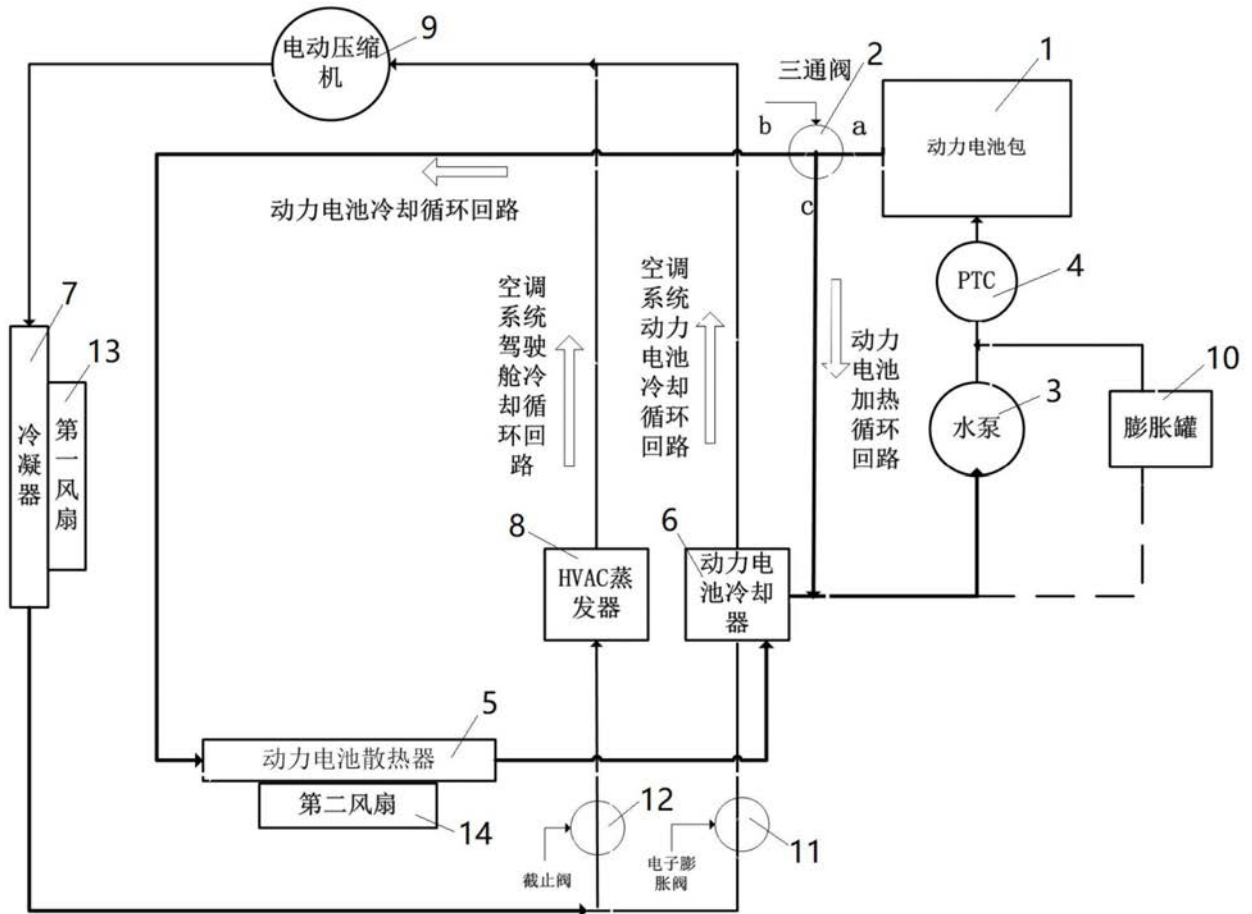 电动压缩
机
9
三通阀
2
1
b
a
c
动力电池包
动力电池冷却循环回路
PTC
4
7
13
冷
凝
器
第
一
风
扇
空调
系统
驾驶
舱冷
却循
环回
路
空调
系统
动力
电池
冷却
循环
回路
动力
电池
加热
循环
回路
3
水泵
10
膨胀罐
8
HVAC蒸
发器
6
动力电
池冷却
器
5
动力电池散热器
第二风扇
14
12
截止阀
11
电子膨
胀阀